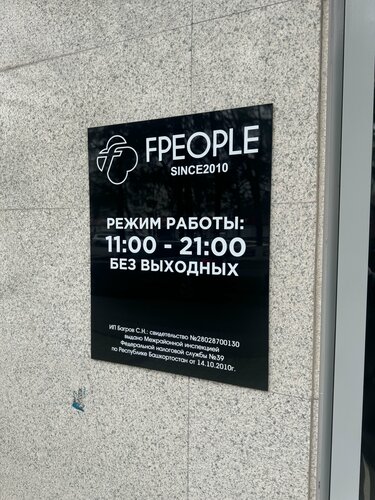 FPEOPLE
SINCE2010
РЕЖИМ РАБОТЫ:
11:00 - 21:00
БЕЗ ВЫХОДНЫХ
ИП Багров С.Н.: свидетельство №28028700130
выдано Межрайонной инспекцией
Федеральной налоговой службы №39
по Республике Башкортостан от 14.10.2010г.